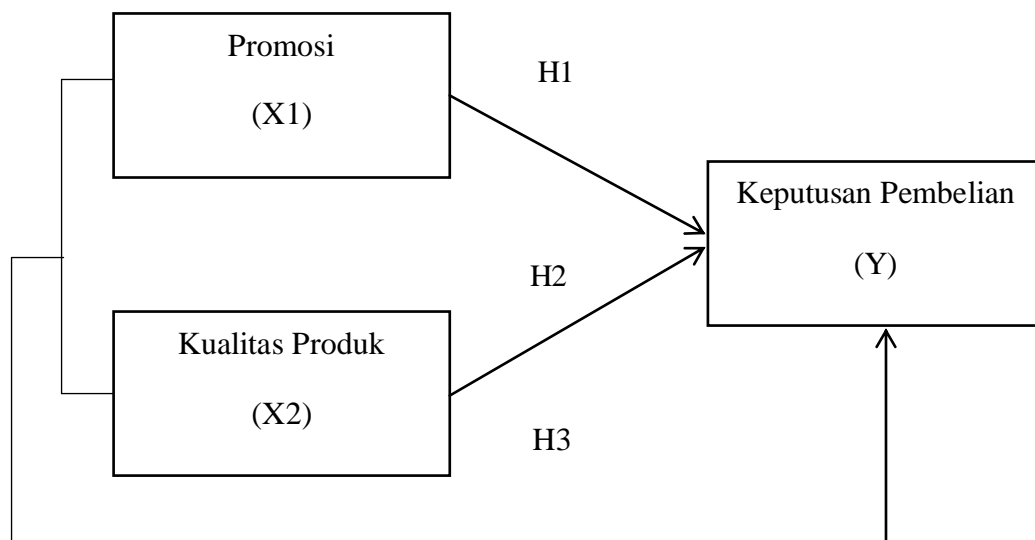 Promosi
(X1)
H1
Keputusan Pembelian
(Y)
H2
Kualitas Produk
(X2)
H3